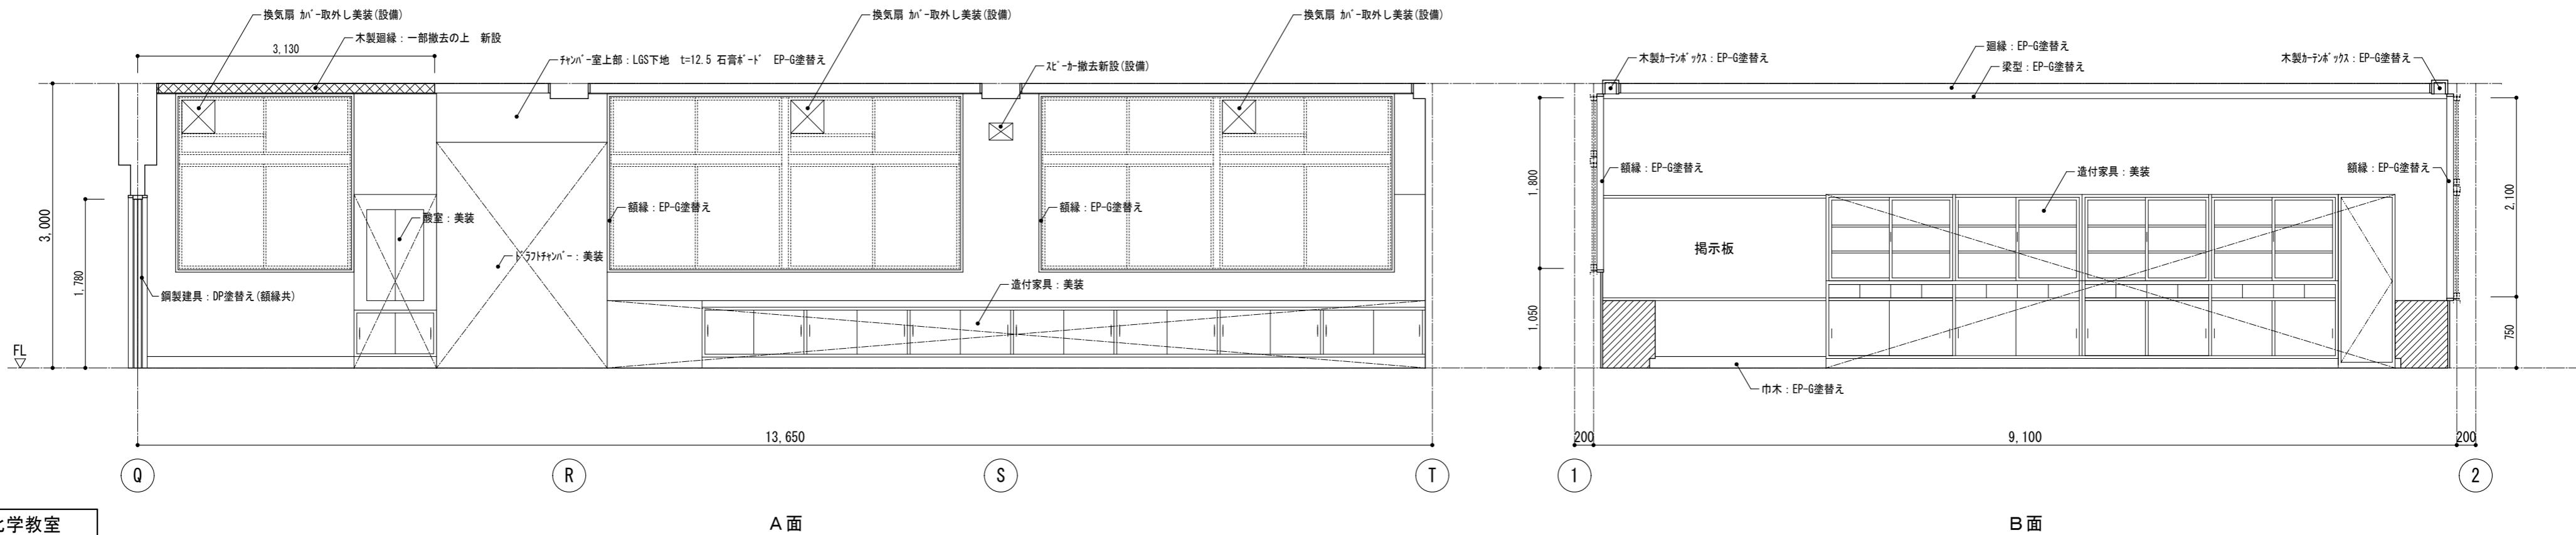 換気扇 ｶﾊﾞｰ取外し美装(設備)
換気扇 ｶﾊﾞｰ取外し美装(設備)
換気扇 ｶﾊﾞｰ取外し美装(設備)
木製廻縁：一部撤去の上　新設
3,130
ﾁｬﾝﾊﾞｰ室上部：LGS下地　t=12.5 石膏ﾎﾞｰﾄﾞ　EP-G塗替え
ｽﾋﾟｰｶｰ撤去新設(設備)
3,000
1,780
酸室：美装
額縁：EP-G塗替え
額縁：EP-G塗替え
ﾄﾞﾗﾌﾄﾁｬﾝﾊﾞｰ：美装
鋼製建具：DP塗替え(額縁共)
造付家具：美装
FL
13,650
Q
R
S
T
A面
木製ｶｰﾃﾝﾎﾞｯｸｽ：EP-G塗替え
廻縁：EP-G塗替え
梁型：EP-G塗替え
木製ｶｰﾃﾝﾎﾞｯｸｽ：EP-G塗替え
額縁：EP-G塗替え
造付家具：美装
額縁：EP-G塗替え
1,800
1,050
2,100
750
掲示板
巾木：EP-G塗替え
200
9,100
200
1
2
B面
学教室